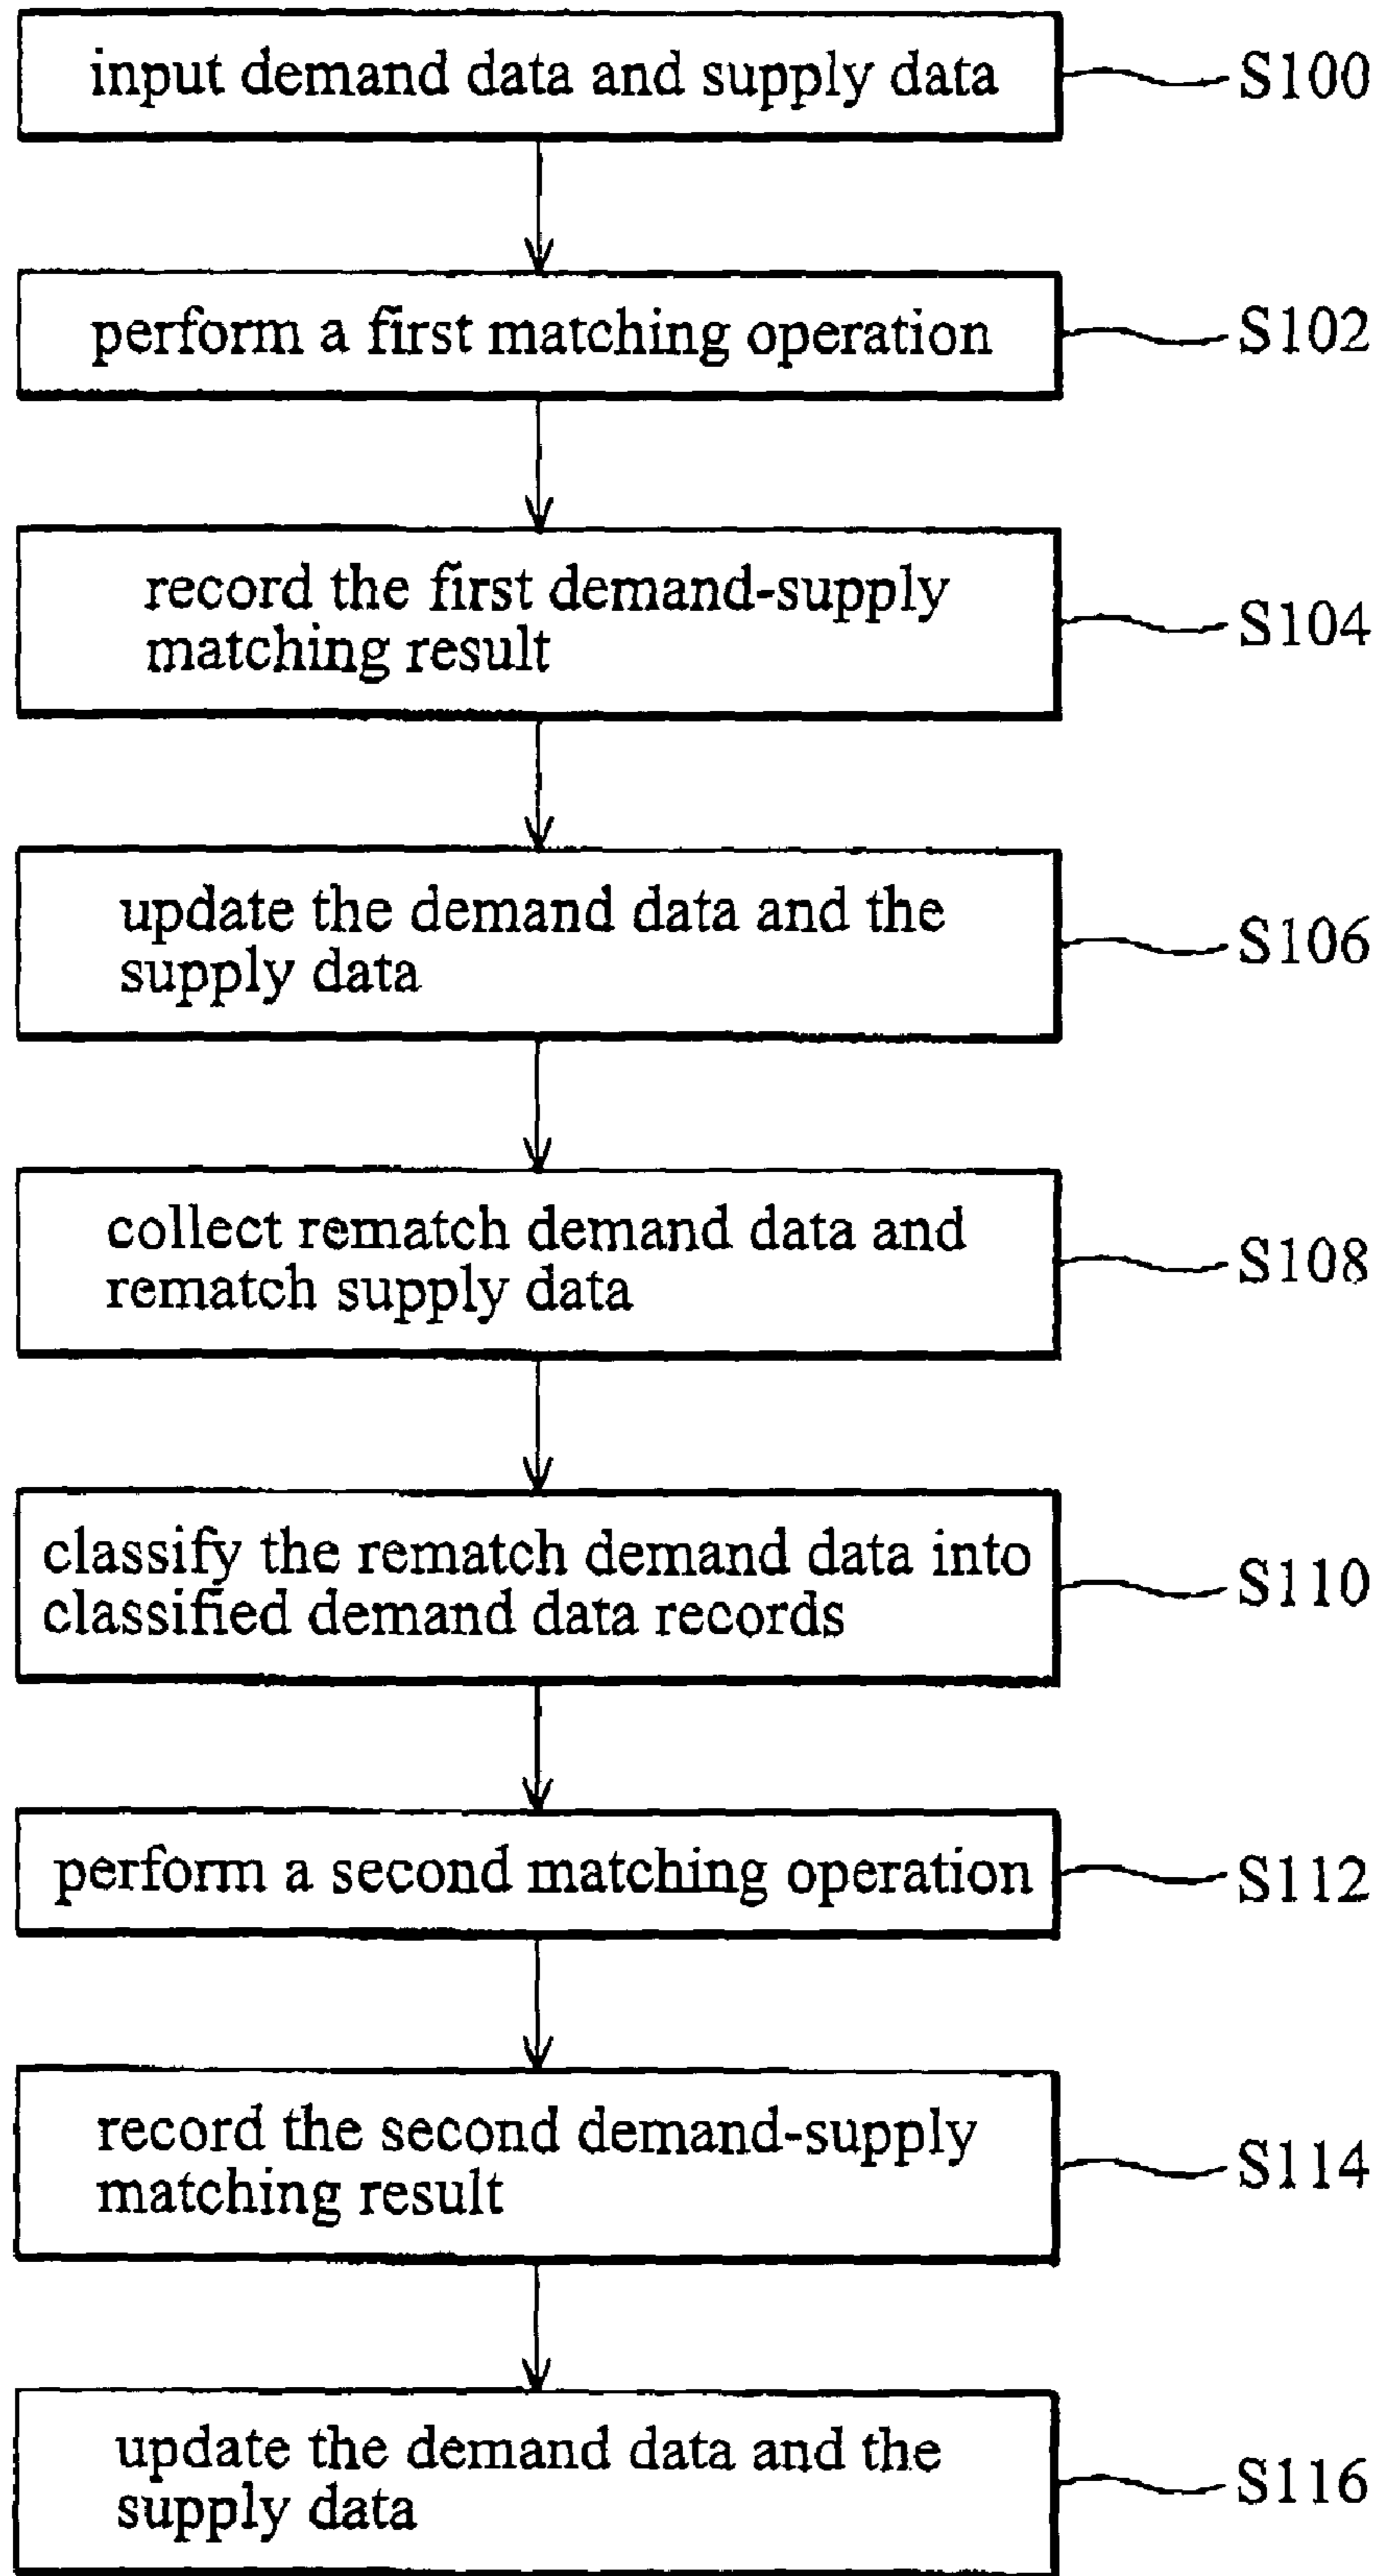 input demand data and supply data
S100
perform a first matching operation
S102
record the first demand-supply
matching result
S104
update the demand data and the
supply data
S106
collect rematch demand data and
rematch supply data
S108
classify the rematch demand data into
classified demand data records
S110
perform a second matching operation
S112
record the second demand-supply
matching result
S114
update the demand data and the
supply data
S116